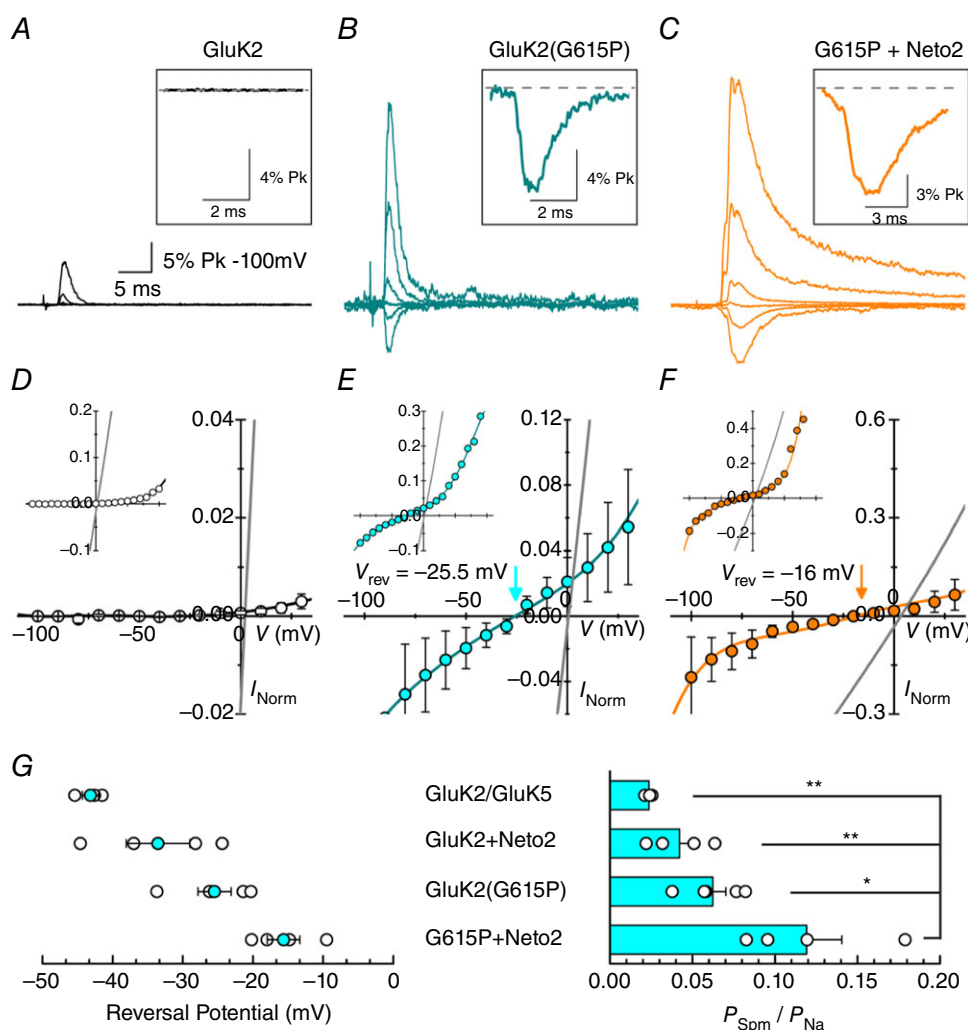 A
B
C
GluK2
GluK2(G615P)
G615P + Neto2
4% Pk
2 ms
4% Pk
2 ms
3% Pk
3 ms
5% Pk -100mV
5 ms
D
E
F
0.2
0.1
0.0
−0.1
0.04
0.02
0.00
−0.02
−100
−50
0
V (mV)
I Norm
0.3
0.2
0.1
0.0
−0.1
0.12
0.08
0.04
0.00
−0.04
Vrev = −25.5 mV
−100
−50
0
V (mV)
I Norm
0.4
0.2
0.0
−0.2
0.6
0.3
0.0
−0.3
Vrev = −16 mV
−100
−50
0
V (mV)
I Norm
G
GluK2/GluK5
**
GluK2+Neto2
**
GluK2(G615P)
*
G615P+Neto2
−50 −40 −30 −20 −10 0
Reversal Potential (mV)
0.00 0.05 0.10 0.15 0.20
PSpm / PNa